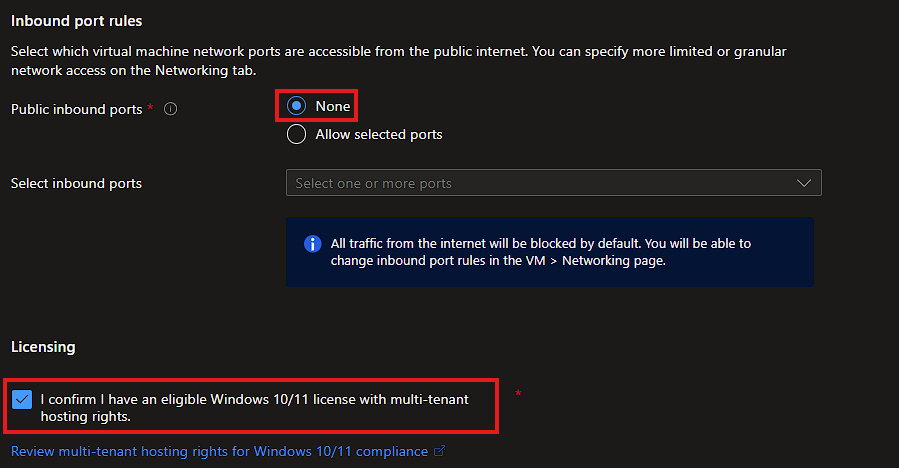 Inbound port rules
Select which virtual machine network ports are accessible from the public internet. You can specify more limited or granular
network access on the Networking tab.
Public inbound ports *
None
Allow selected ports
Select inbound ports
Select one or more ports
All traffic from the internet will be blocked by default. You will be able to
change inbound port rules in the VM > Networking page.
Licensing
I confirm I have an eligible Windows 10/11 license with multi-tenant
hosting rights. *
Review multi-tenant hosting rights for Windows 10/11 compliance